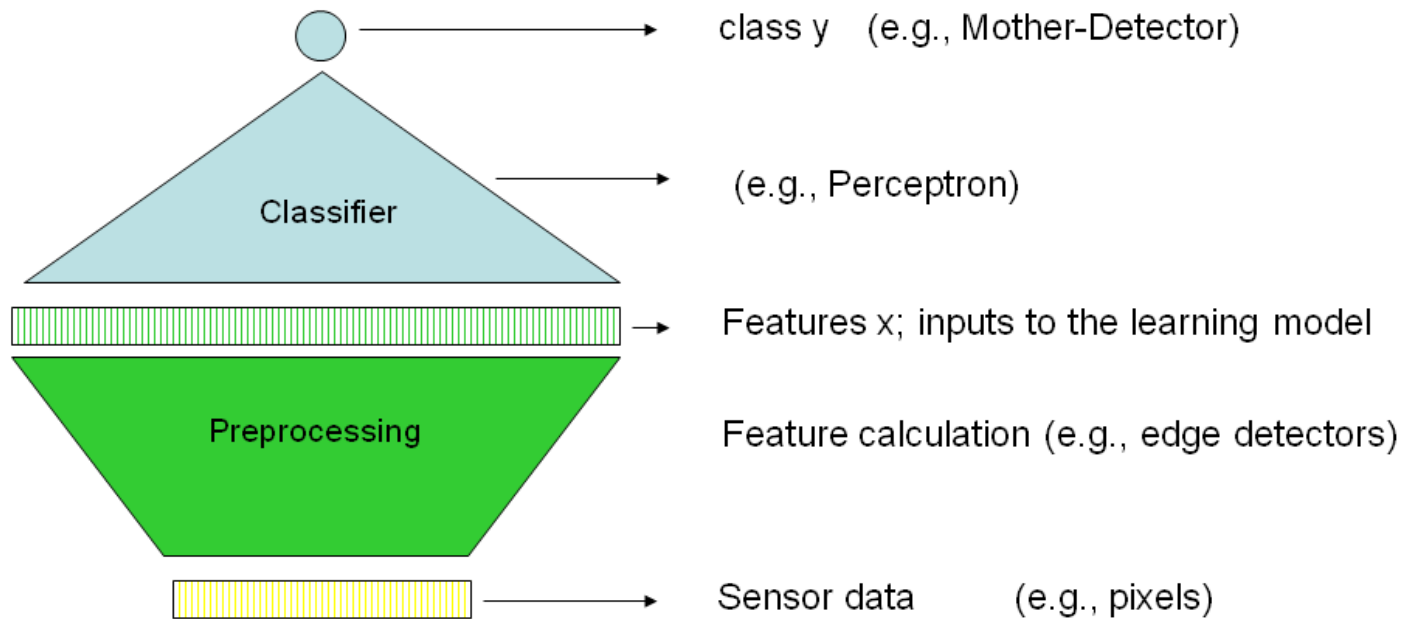 class y (e.g., Mother-Detector)
(e.g., Perceptron)
Classifier
Features x; inputs to the learning model
Preprocessing
Feature calculation (e.g., edge detectors)
Sensor data (e.g., pixels)